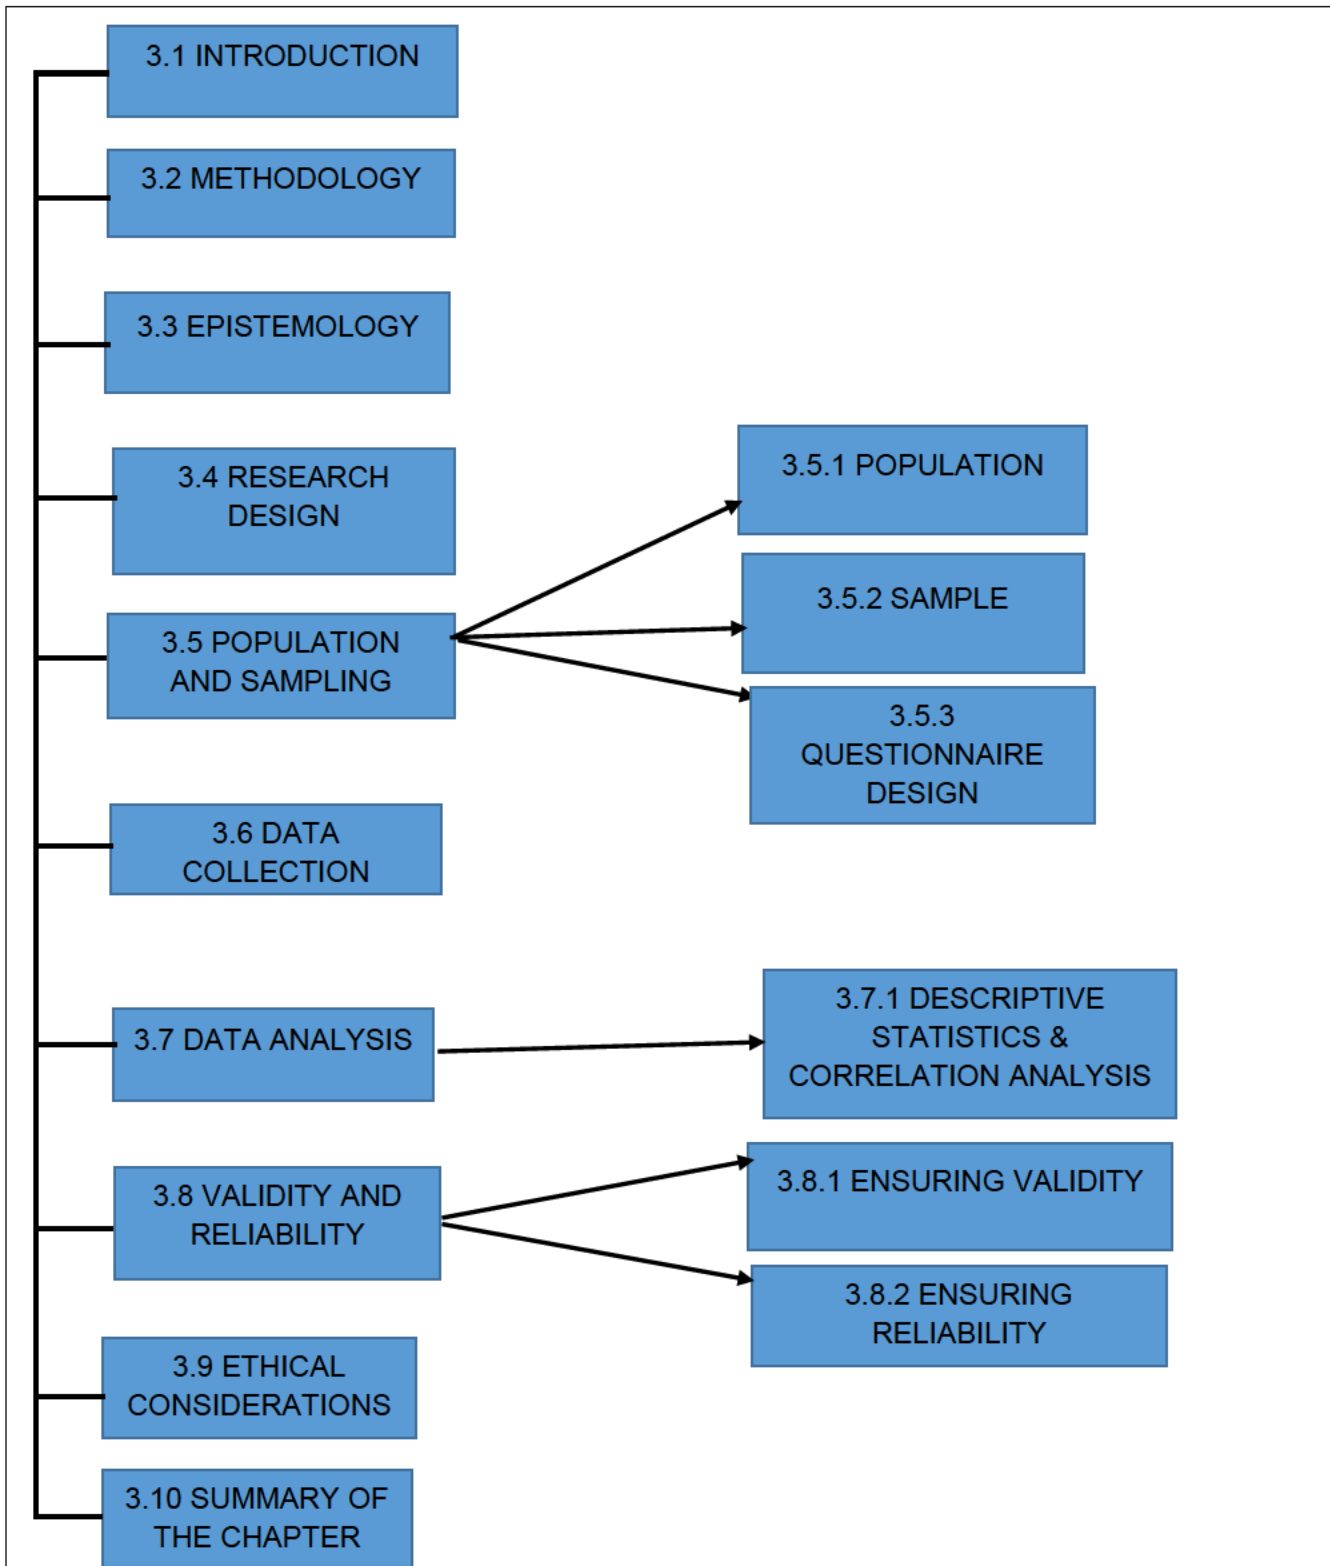 3.1 INTRODUCTION
3.2 METHODOLOGY
3.3 EPISTEMOLOGY
3.4 RESEARCH
DESIGN
3.5 POPULATION
AND SAMPLING
3.5.1 POPULATION
3.5.2 SAMPLE
3.5.3
QUESTIONNAIRE
DESIGN
3.6 DATA
COLLECTION
3.7 DATA ANALYSIS
3.7.1 DESCRIPTIVE
STATISTICS &
CORRELATION ANALYSIS
3.8 VALIDITY AND
RELIABILITY
3.8.1 ENSURING VALIDITY
3.8.2 ENSURING
RELIABILITY
3.9 ETHICAL
CONSIDERATIONS
3.10 SUMMARY OF
THE CHAPTER